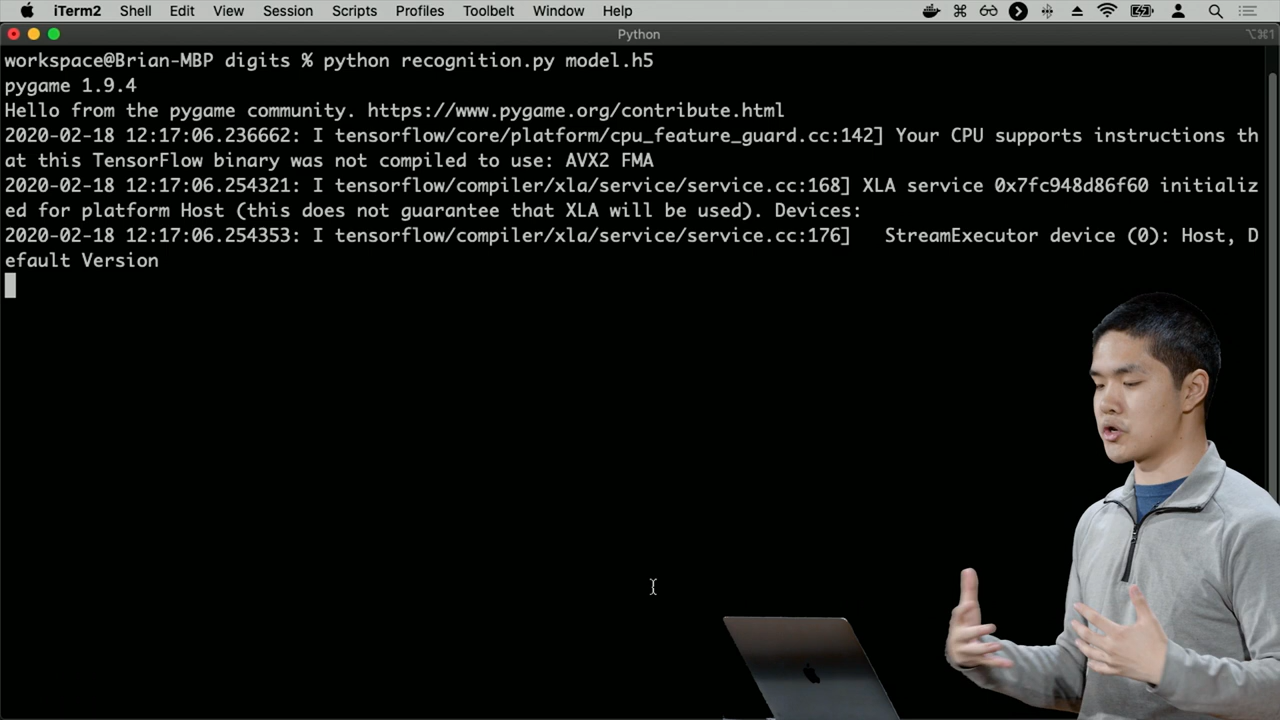 iTerm2 Shell Edit View Session Scripts Profiles Toolbelt Window Help
Python
⌥⌘1
workspace@Brian-MBP digits % python recognition.py model.h5
pygame 1.9.4
Hello from the pygame community. https://www.pygame.org/contribute.html
2020-02-18 12:17:06.236662: I tensorflow/core/platform/cpu_feature_guard.cc:142] Your CPU supports instructions th
at this TensorFlow binary was not compiled to use: AVX2 FMA
2020-02-18 12:17:06.254321: I tensorflow/compiler/xla/service/service.cc:168] XLA service 0x7fc948d86f60 initializ
ed for platform Host (this does not guarantee that XLA will be used). Devices:
2020-02-18 12:17:06.254353: I tensorflow/compiler/xla/service/service.cc:176]   StreamExecutor device (0): Host, D
efault Version